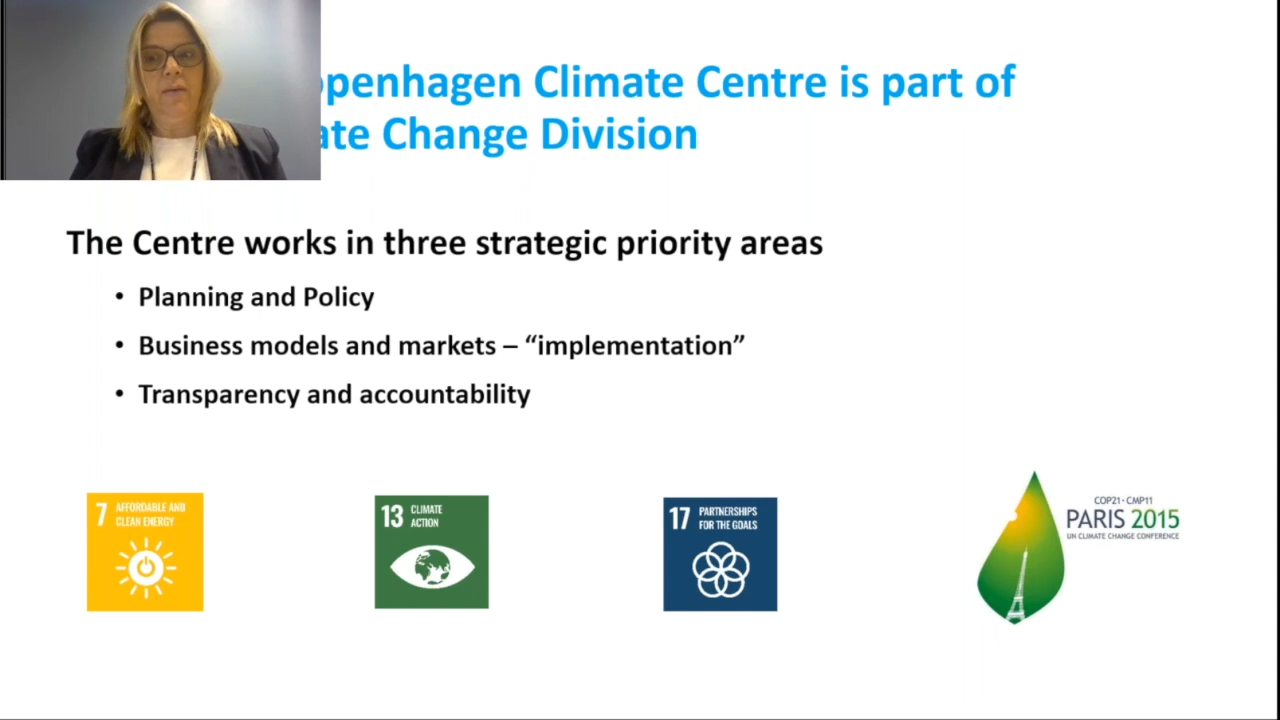 openhagen Climate Centre is part of
ate Change Division
The Centre works in three strategic priority areas
• Planning and Policy
• Business models and markets – “implementation”
• Transparency and accountability
7 AFFORDABLE AND
CLEAN ENERGY
13 CLIMATE
ACTION
17 PARTNERSHIPS
FOR THE GOALS
COP21·CMP11
PARIS 2015
UN CLIMATE CHANGE CONFERENCE